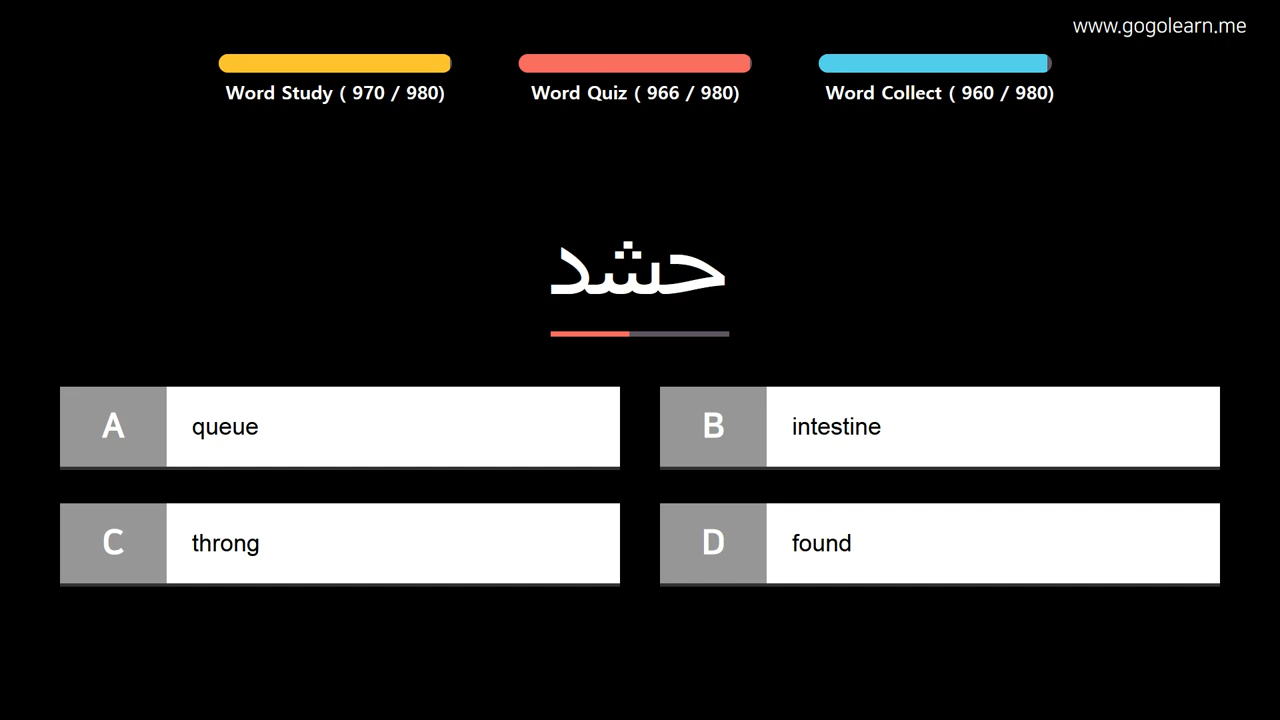 www.gogolearn.me
Word Study ( 970 / 980)
Word Quiz ( 966 / 980)
Word Collect ( 960 / 980)
حشد
A queue
B intestine
C throng
D found